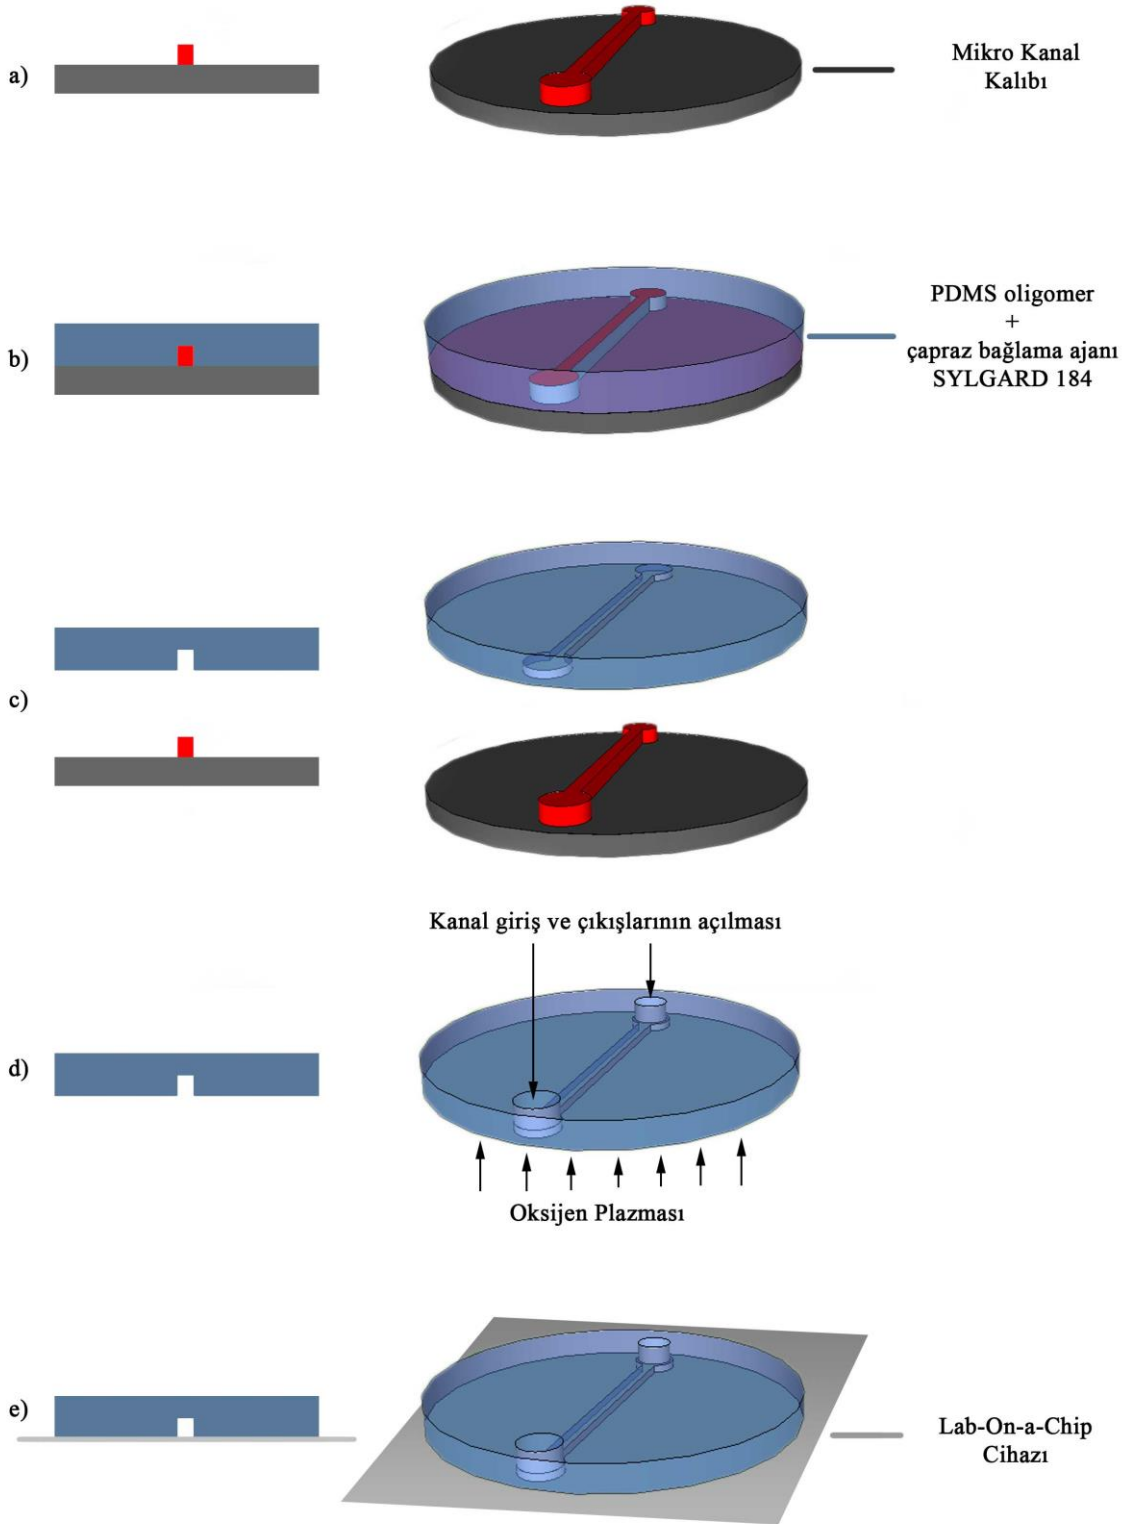 a)
Mikro Kanal
Kalıbı
b)
PDMS oligomer
+
çapraz bağlama ajanı
SYLGARD 184
c)
Kanal giriş ve çıkışlarının açılması
d)
Oksijen Plazması
e)
Lab-On-a-Chip
Cihazı